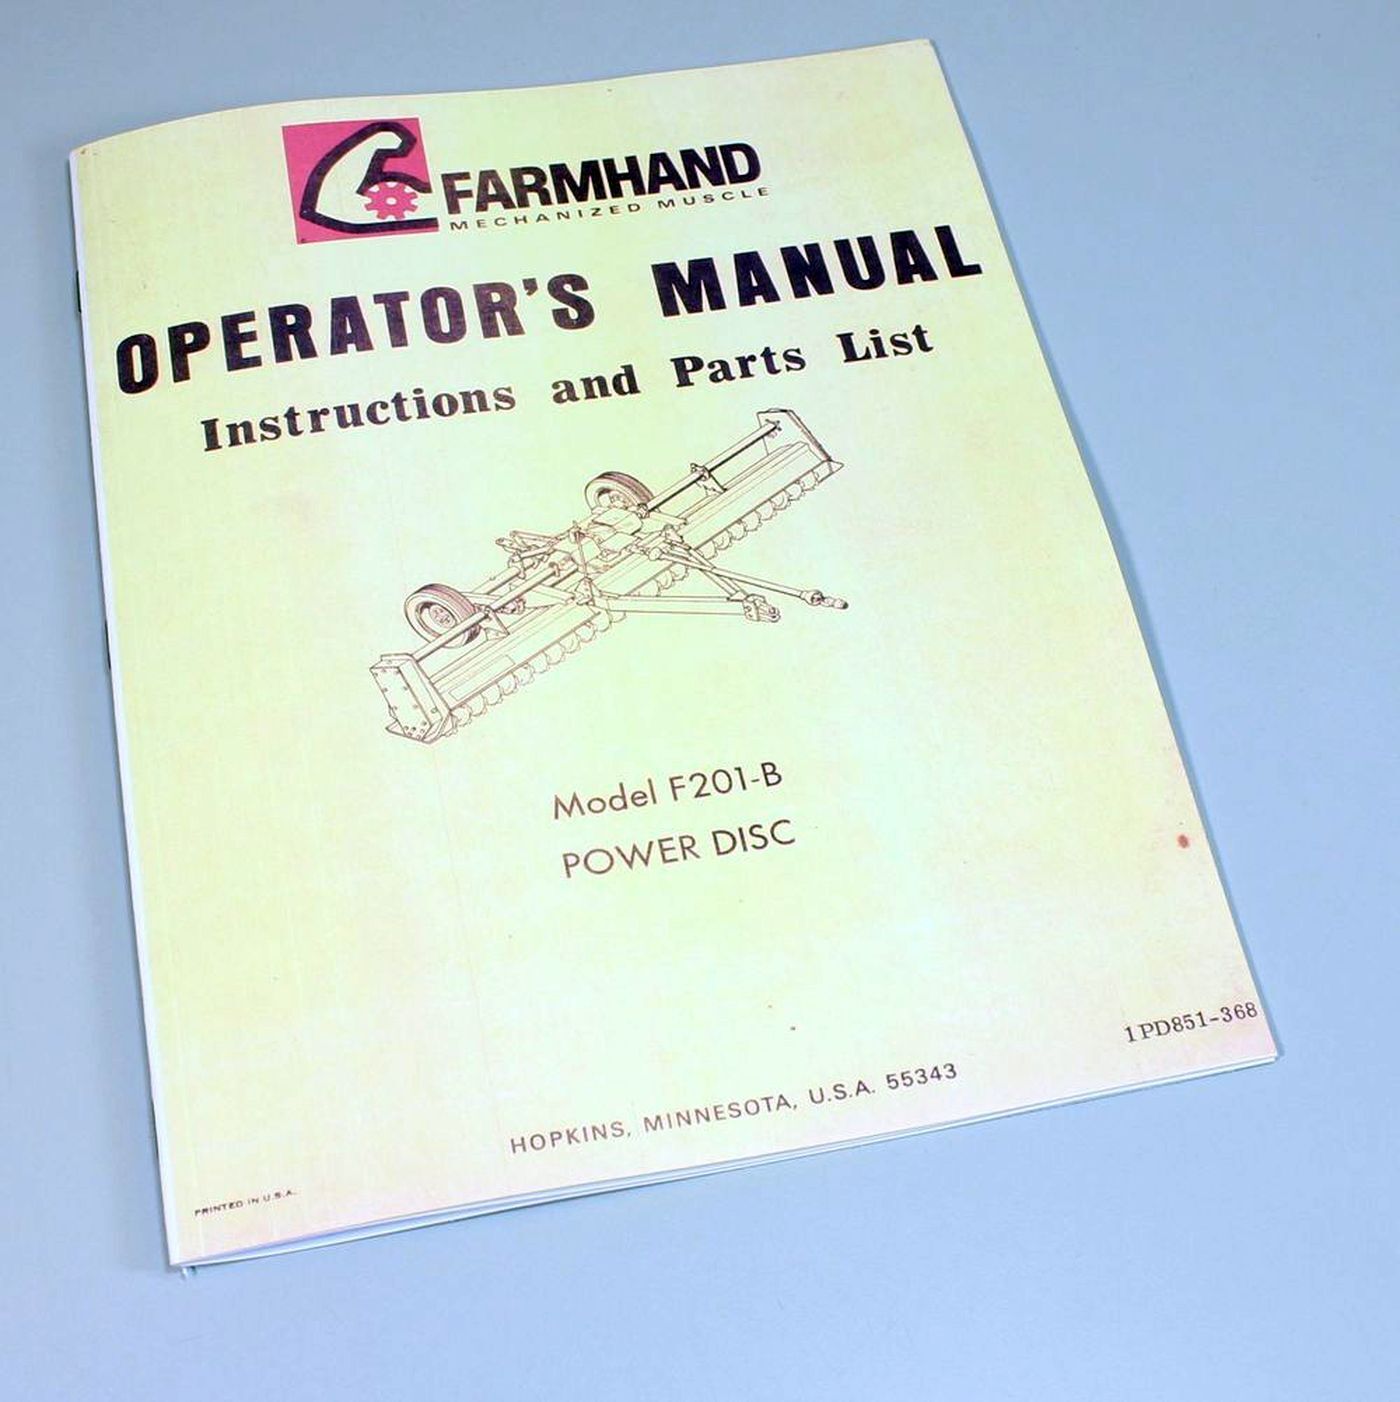 FARMHAND
MECHANIZED MUSCLE
OPERATOR'S MANUAL
Instructions and Parts List
Model F201-B
POWER DISC
1PD851-368
HOPKINS, MINNESOTA, U.S.A. 55343
PRINTED IN U.S.A.